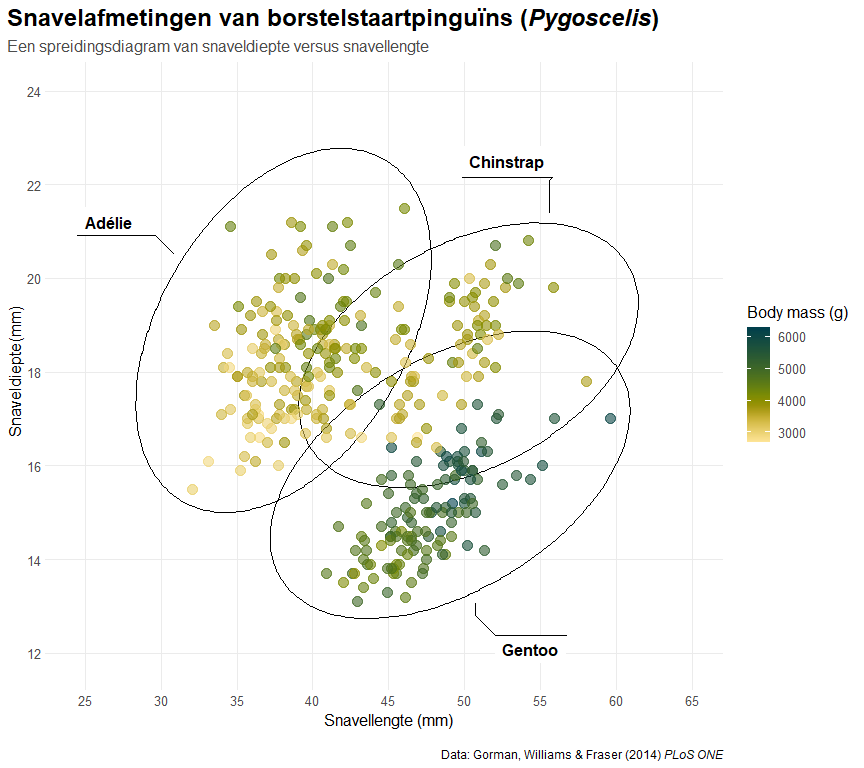 Snavelafmetingen van borstelstaartpinguïns (Pygoscelis)
Een spreidingsdiagram van snaveldiepte versus snavellengte
24
22
20
18
16
14
12
Snaveldiepte(mm)
Adélie
Chinstrap
Gentoo
25 30 35 40 45 50 55 60 65
Snavellengte (mm)
Body mass (g)
6000
5000
4000
3000
Data: Gorman, Williams & Fraser (2014) PLoS ONE